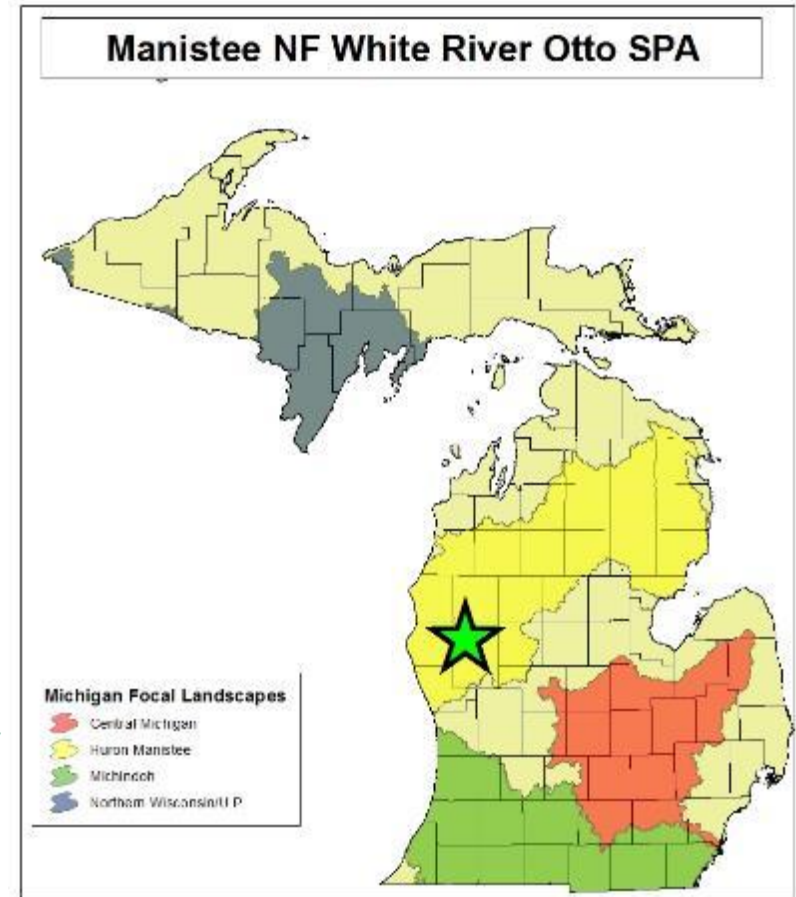 Manistee NF White River Otto SPA
Michigan Focal Landscapes
Central Michigan
Huron Manistee
Michindoh
Northern Wisconsin/U P